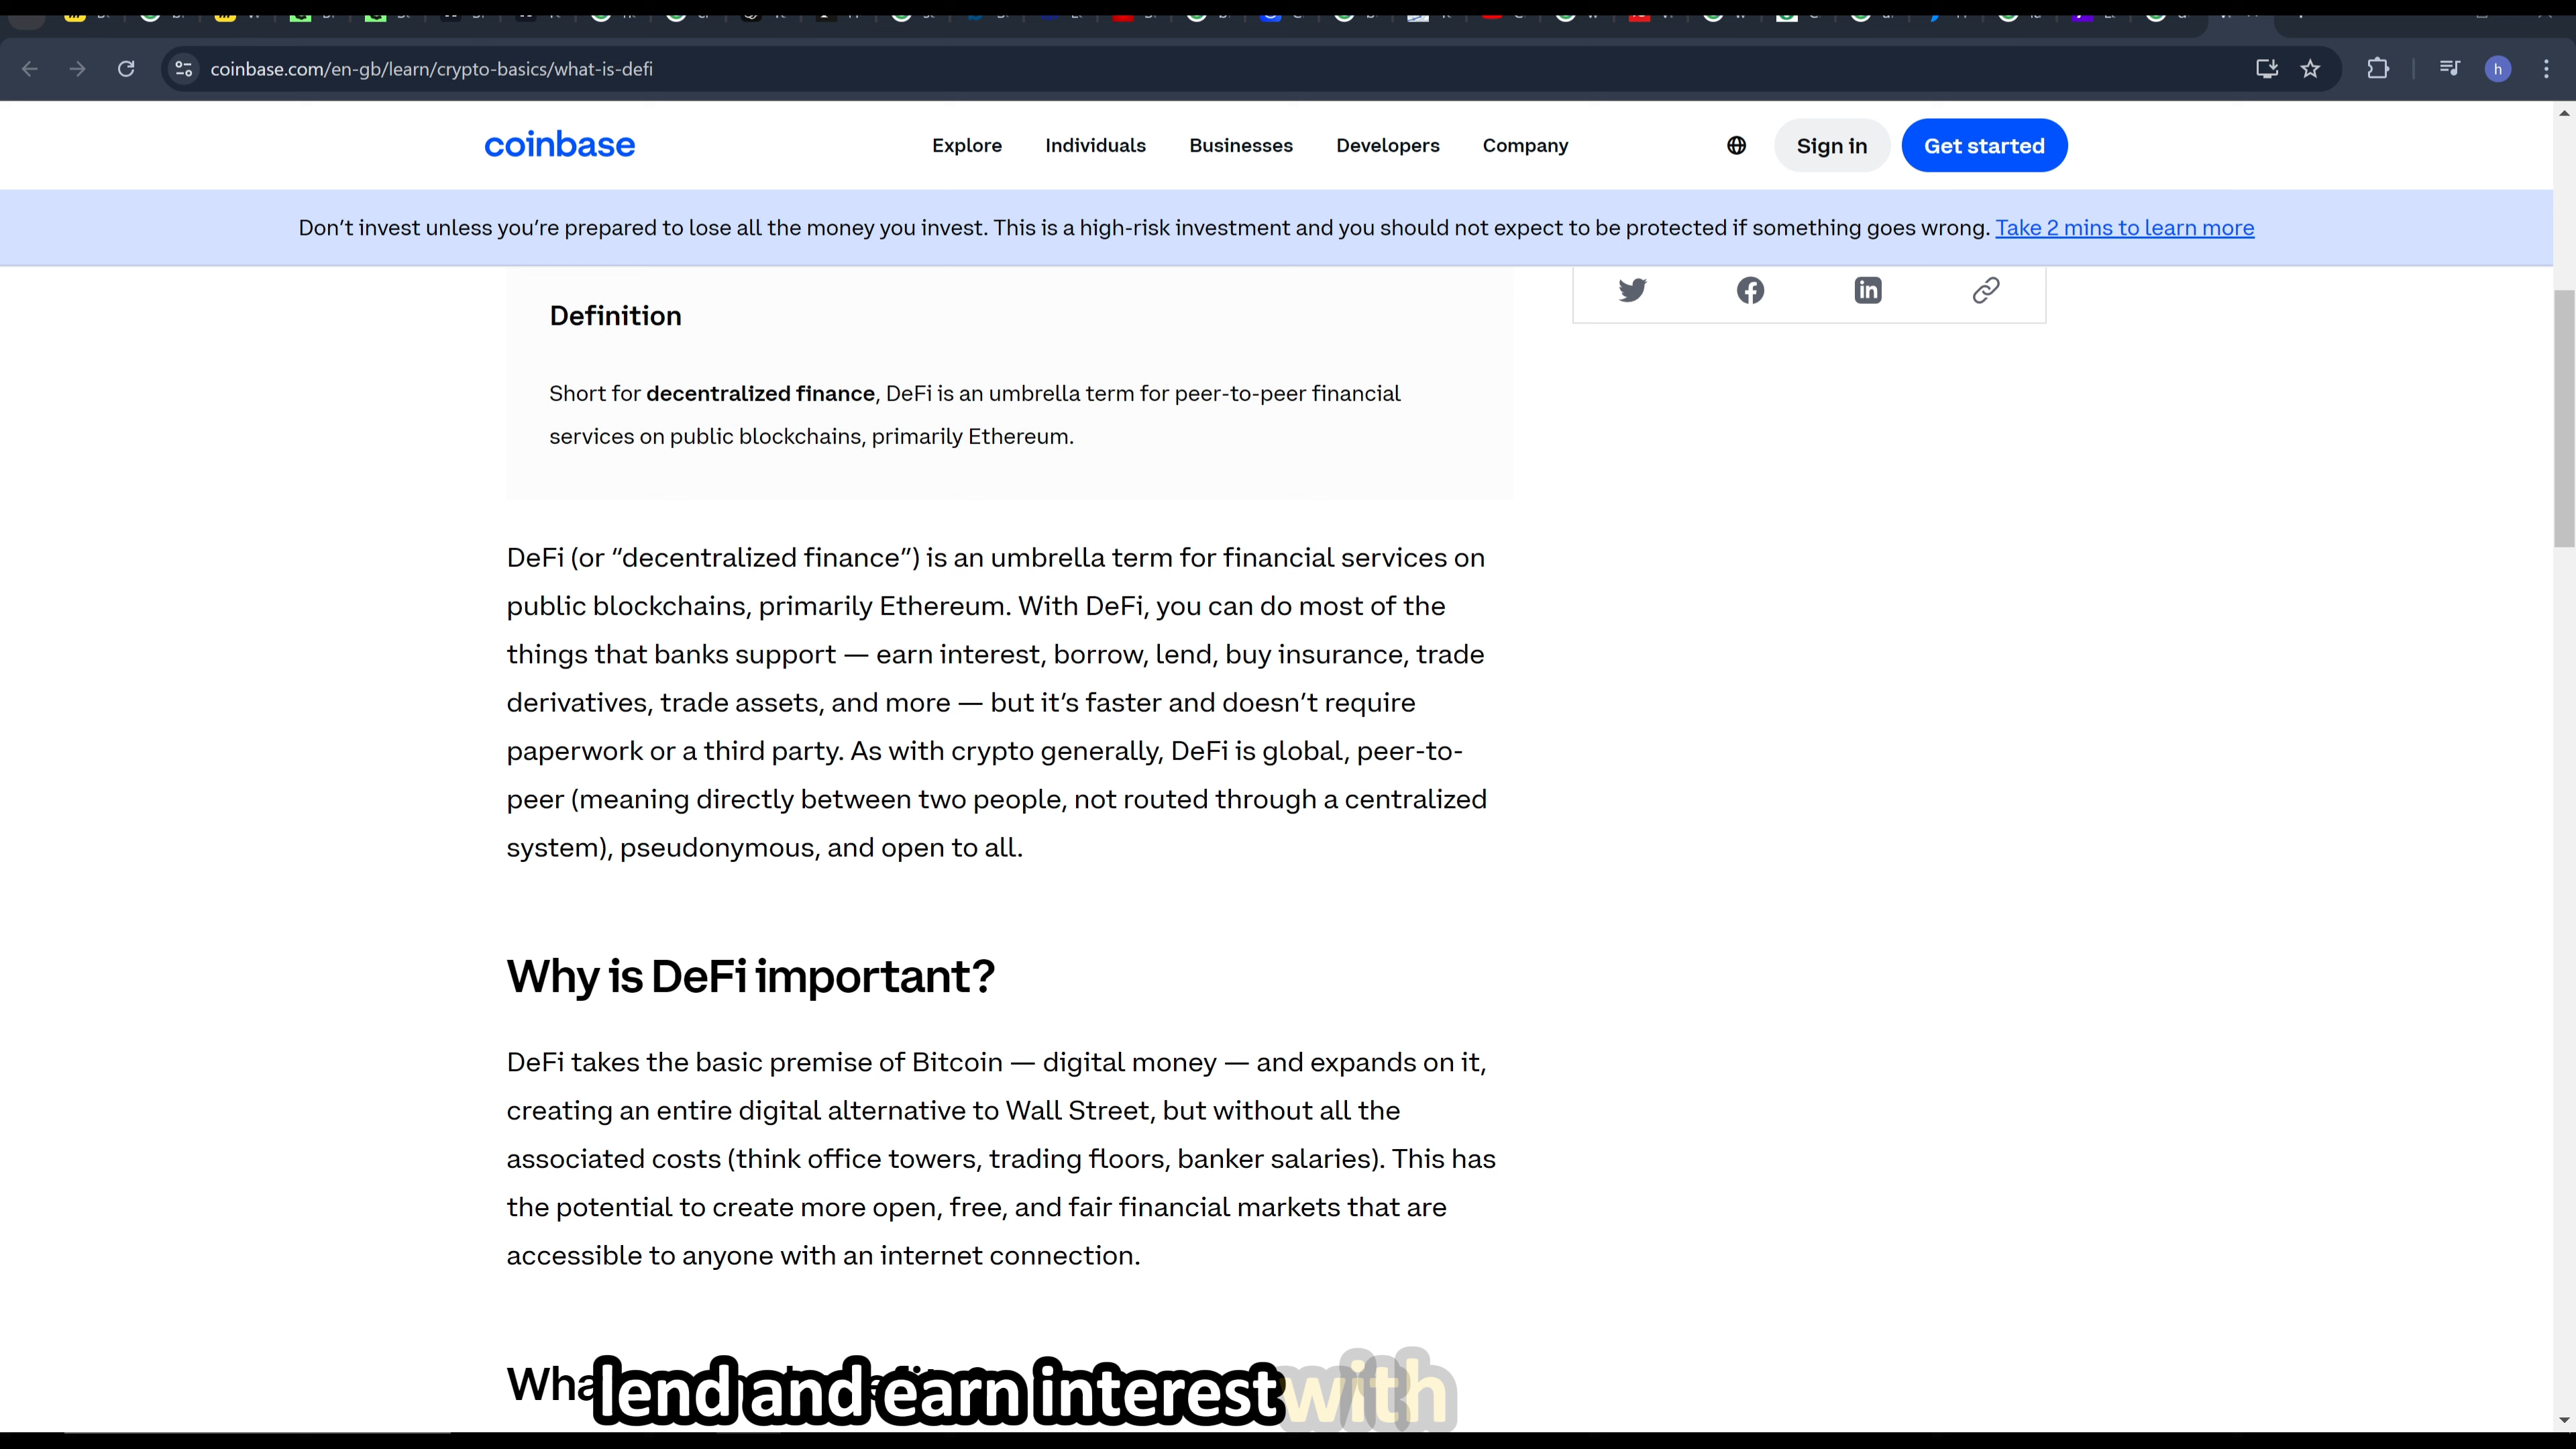 coinbase.com/en-gb/learn/crypto-basics/what-is-defi
h
coinbase
Explore
Individuals
Businesses
Developers
Company
Sign in
Get started
Don’t invest unless you’re prepared to lose all the money you invest. This is a high-risk investment and you should not expect to be protected if something goes wrong. Take 2 mins to learn more
Definition
Short for decentralized finance, DeFi is an umbrella term for peer-to-peer financial
services on public blockchains, primarily Ethereum.
DeFi (or “decentralized finance”) is an umbrella term for financial services on
public blockchains, primarily Ethereum. With DeFi, you can do most of the
things that banks support — earn interest, borrow, lend, buy insurance, trade
derivatives, trade assets, and more — but it’s faster and doesn’t require
paperwork or a third party. As with crypto generally, DeFi is global, peer-to-
peer (meaning directly between two people, not routed through a centralized
system), pseudonymous, and open to all.
Why is DeFi important?
DeFi takes the basic premise of Bitcoin — digital money — and expands on it,
creating an entire digital alternative to Wall Street, but without all the
associated costs (think office towers, trading floors, banker salaries). This has
the potential to create more open, free, and fair financial markets that are
accessible to anyone with an internet connection.
lend and earn interest with